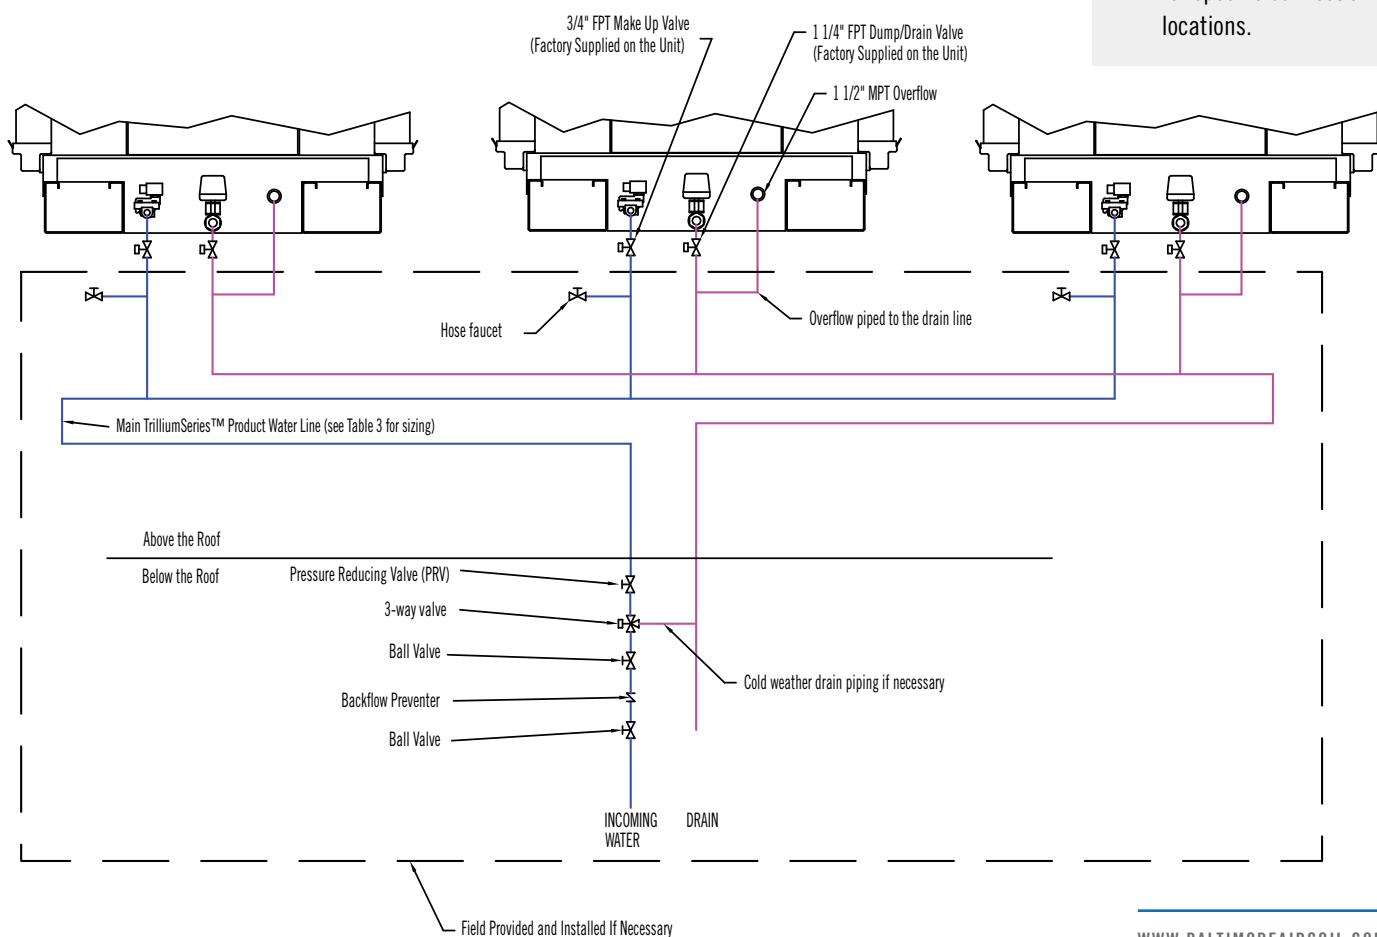 locations.
3/4" FPT Make Up Valve
(Factory Supplied on the Unit)
1 1/4" FPT Dump/Drain Valve
(Factory Supplied on the Unit)
1 1/2" MPT Overflow
Hose faucet
Overflow piped to the drain line
Main TrilliumSeries™ Product Water Line (see Table 3 for sizing)
Above the Roof
Below the Roof
Pressure Reducing Valve (PRV)
3-way valve
Ball Valve
Cold weather drain piping if necessary
Backflow Preventer
Ball Valve
INCOMING
WATER
DRAIN
Field Provided and Installed If Necessary